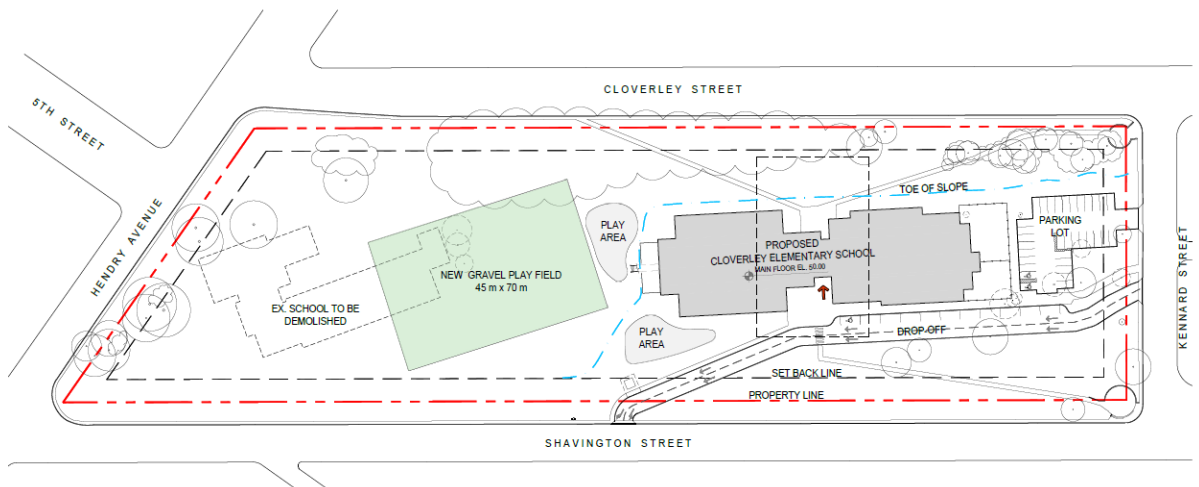 CLOVERLEY STREET
5TH STREET
HENDRY AVENUE
TOE OF SLOPE
PLAY
AREA
PARKING
LOT
PROPOSED
CLOVERLEY ELEMENTARY SCHOOL
MAIN FLOOR EL. 50.00
NEW GRAVEL PLAY FIELD
45 m x 70 m
KENNARD STREET
EX. SCHOOL TO BE
DEMOLISHED
PLAY
AREA
DROP-OFF
SET BACK LINE
PROPERTY LINE
SHAVINGTON STREET